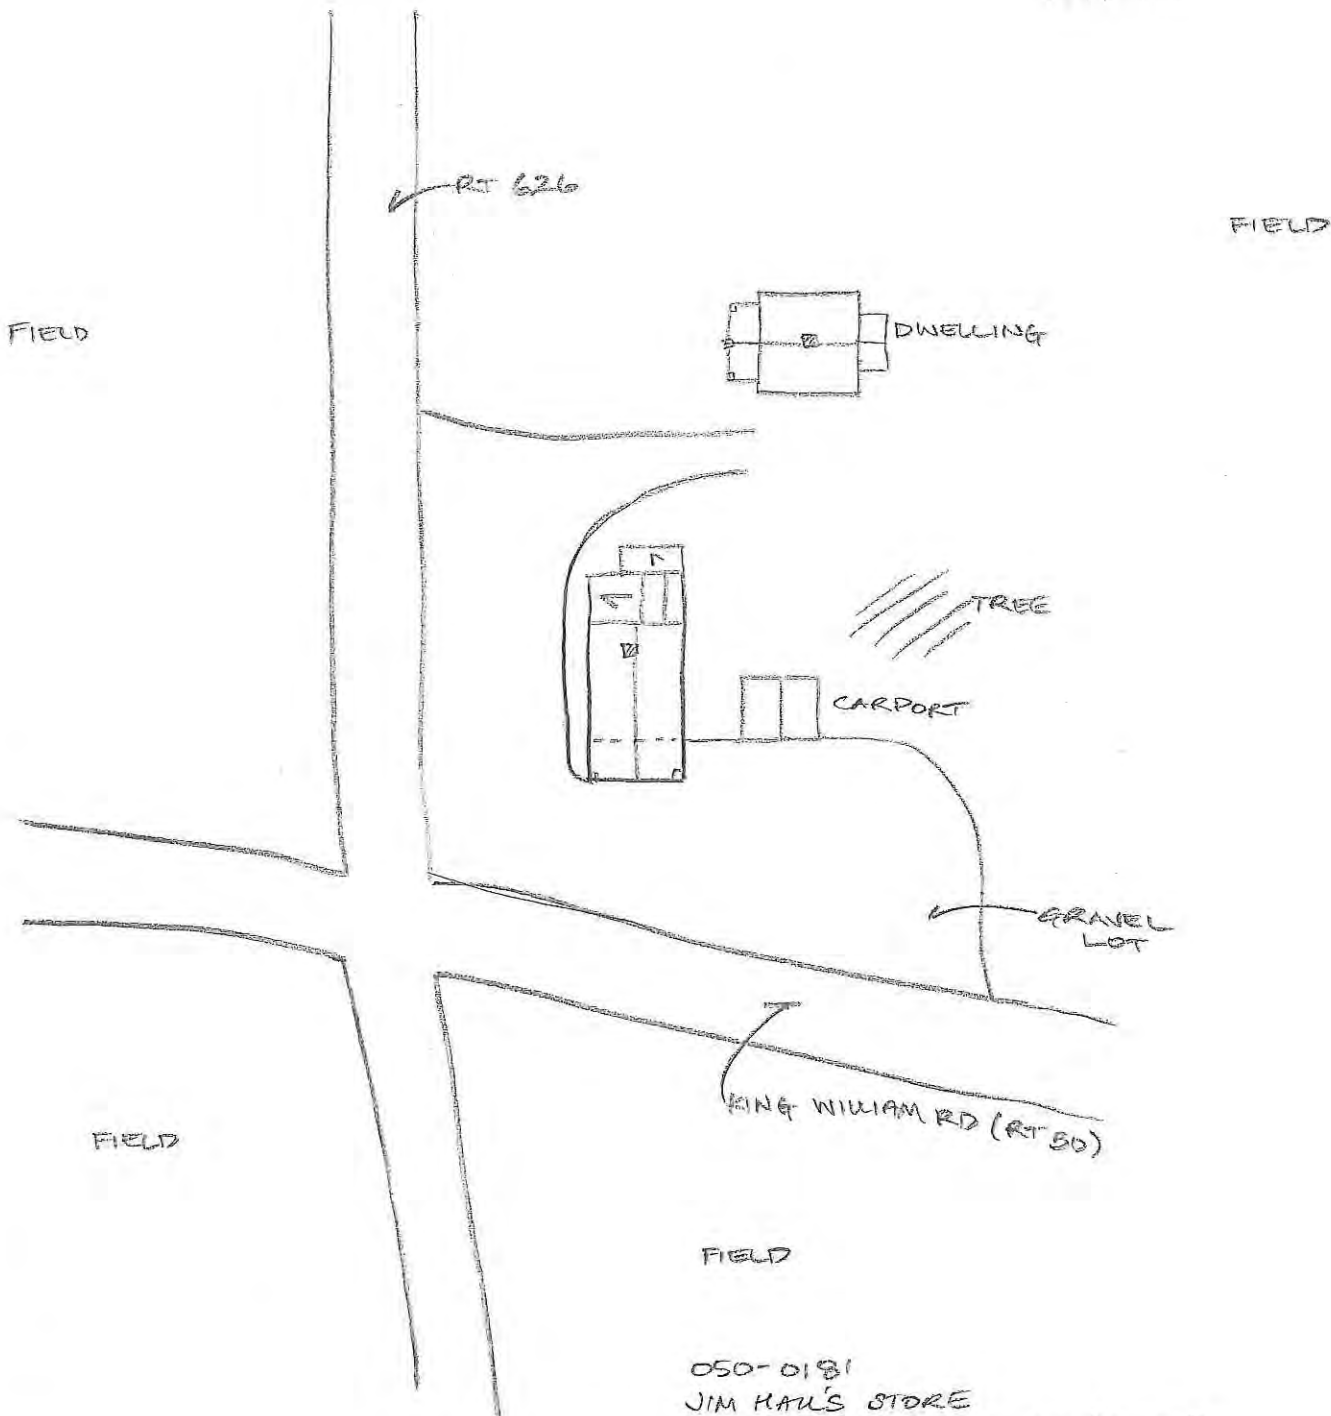 RT 626
FIELD
FIELD
DWELLING
TREE
CARPORT
GRAVEL
LOT
KING WILLIAM RD (RT 30)
FIELD
FIELD
050-0181
JIM HALL'S STORE